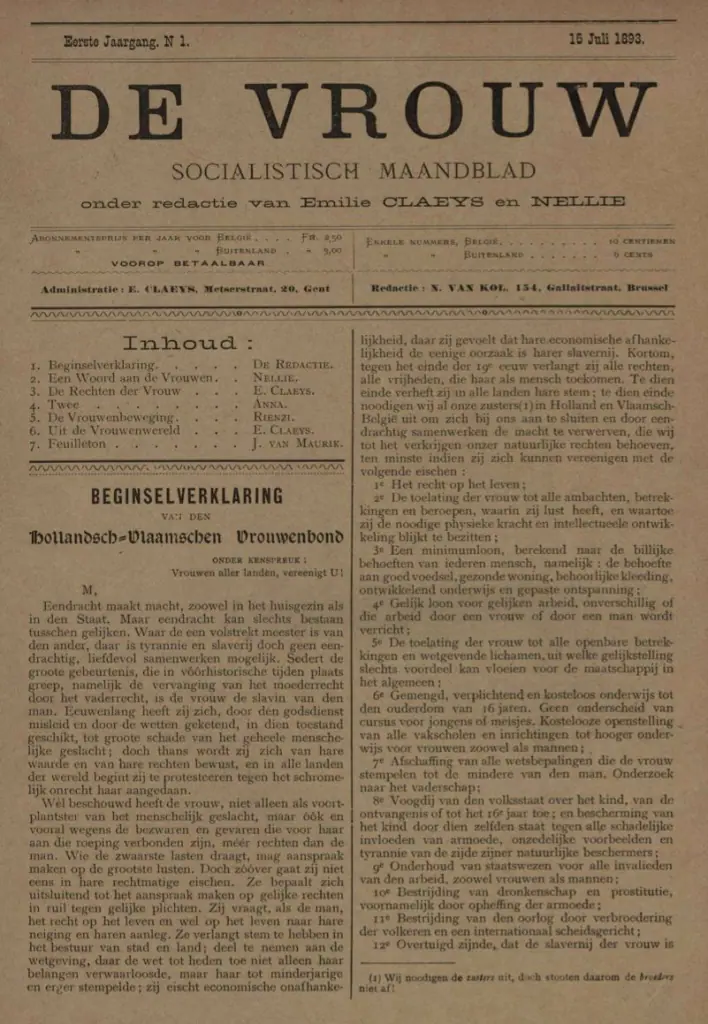 Eerste Jaargang. N 1.
15 Juli 1893.
DE VROUW
SOCIALISTISCH MAANDBLAD
onder redactie van Emilie CLAEYS en NELLIE
ABONNEMENTSPRIJS PER JAAR VOOR BELGIË. . . . FR. 2,50
" " " BUITENLAND . " 3,00
VOOROP BETAALBAAR
ENKELE NUMMERS, BELGIE. . . . . . . . . . 10 CENTIEMEN
" " BUITENLAND . . . . . . . 6 CENTS
Administratie : E. CLAEYS, Metserstraat, 20, Gent
Redactie : N. VAN KOL. 154, Gallaitstraat, Brussel
Inhoud :
1. Beginselverklaring. . . . . DE REDACTIE.
2. Een Woord aan de Vrouwen. . NELLIE.
3. De Rechten der Vrouw . . . E. CLAEYS.
4. Twee . . . . . . . . ANNA.
5. De Vrouwenbeweging. . . . RIENZI.
6. Uit de Vrouwenwereld . . . E. CLAEYS.
7. Feuilleton . . . . . . . J. VAN MAURIK.
BEGINSELVERKLARING
VAN DEN
Hollandsch-Vlaamschen Vrouwenbond
ONDER KENSPREUK :
Vrouwen aller landen, vereenigt U!
M,
Eendracht maakt macht, zoowel in het huisgezin als
in den Staat. Maar eendracht kan slechts bestaan
tusschen gelijken. Waar de een volstrekt meester is van
den ander, daar is tyrannie en slaverij doch geen een-
drachtig, liefdevol samenwerken mogelijk. Sedert de
groote gebeurtenis, die in vóórhistorische tijden plaats
greep, namelijk de vervanging van het moederrecht
door het vaderrecht, is de vrouw de slavin van den
man. Eeuwenlang heeft zij zich, door den godsdienst
misleid en door de wetten geketend, in dien toestand
geschikt, tot groote schade van het geheele mensche-
lijke geslacht; doch thans wordt zij zich van hare
waarde en van hare rechten bewust, en in alle landen
der wereld begint zij te protesteeren tegen het schrome-
lijk onrecht haar aangedaan.
Wèl beschouwd heeft de vrouw, niet alleen als voort-
plantster van het menschelijk geslacht, maar óók en
vooral wegens de bezwaren en gevaren die voor haar
aan die roeping verbonden zijn, méér rechten dan de
man. Wie de zwaarste lasten draagt, mag aanspraak
maken op de grootste lusten. Doch zóóver gaat zij niet
eens in hare rechtmatige eischen. Ze bepaalt zich
uitsluitend tot het aanspraak maken op gelijke rechten
in ruil tegen gelijke plichten. Zij vraagt, als de man,
het recht op het leven en wel op het leven naar hare
neiging en haren aanleg. Ze verlangt stem te hebben in
het bestuur van stad en land; deel te nemen aan de
wetgeving, daar de wet tot heden toe niet alleen haar
belangen verwaarloosde, maar haar tot minderjarige
en erger stempelde; zij eischt economische onafhanke-
lijkheid, daar zij gevoelt dat hare economische afhanke-
lijkheid de eenige oorzaak is harer slavernij. Kortom,
tegen het einde der 19e eeuw verlangt zij alle rechten,
alle vrijheden, die haar als mensch toekomen. Te dien
einde verheft zij in alle landen hare stem; te dien einde
noodigen wij al onze zusters(1) in Holland en Vlaamsch-
België uit om zich bij ons aan te sluiten en door een-
drachtig samenwerken de macht te verwerven, die wij
tot het verkrijgen onzer natuurlijke rechten behoeven,
ten minste indien zij zich kunnen vereenigen met de
volgende eischen :
1e Het recht op het leven;
2e De toelating der vrouw tot alle ambachten, betrek-
kingen en beroepen, waarin zij lust heeft, en waartoe
zij de noodige physieke kracht en intellectueele ontwik-
keling blijkt te bezitten;
3e Een minimumloon, berekend naar de billijke
behoeften van iederen mensch, namelijk : de behoefte
aan goed voedsel, gezonde woning, behoorlijke kleeding,
ontwikkelend onderwijs en gepaste ontspanning;
4e Gelijk loon voor gelijken arbeid, onverschillig of
die arbeid door een vrouw of door een man wordt
verricht;
5e De toelating der vrouw tot alle openbare betrek-
kingen en wetgevende lichamen, uit welke gelijkstelling
slechts voordeel kan vloeien voor de maatschappij in
het algemeen;
6e Gemengd, verplichtend en kosteloos onderwijs tot
den ouderdom van 16 jaren. Geen onderscheid van
cursus voor jongens of meisjes. Kostelooze openstelling
van alle vakscholen en inrichtingen tot hooger onder-
wijs voor vrouwen zoowel als mannen;
7e Afschaffing van alle wetsbepalingen die de vrouw
stempelen tot de mindere van den man. Onderzoek
naar het vaderschap;
8e Voogdij van den volksstaat over het kind, van de
ontvangenis of tot het 16e jaar toe; en bescherming van
het kind door dien zelfden staat tegen alle schadelijke
invloeden van armoede, onzedelijke voorbeelden en
tyrannie van de zijde zijner natuurlijke beschermers;
9e Onderhoud van staatswezen voor alle invalieden
van den arbeid, zoowel vrouwen als mannen;
10e Bestrijding van dronkenschap en prostitutie,
voornamelijk door opheffing der armoede;
11e Bestrijding van den oorlog door verbroedering
der volkeren en een internationaal scheidsgericht;
12e Overtuigd zijnde, dat de slavernij der vrouw is
(1) Wij noodigen de zusters uit, doch stooten daarom de broeders
niet af!